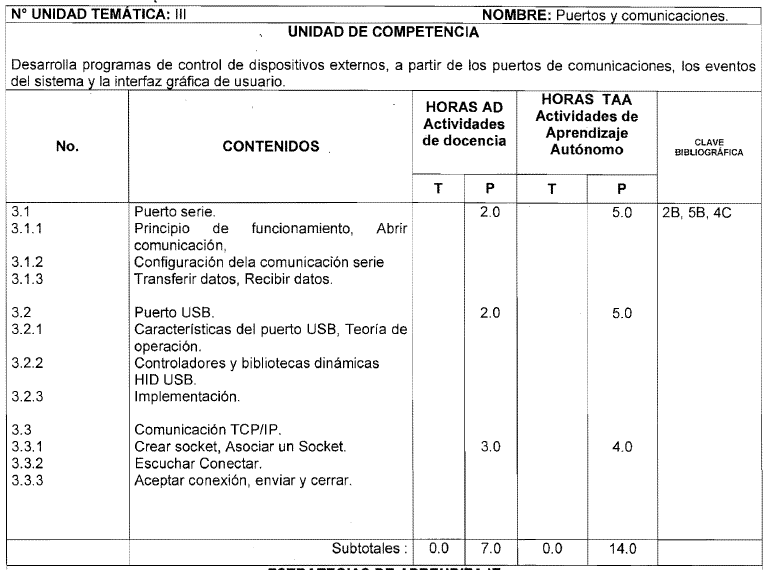 N° UNIDAD TEMÁTICA: III NOMBRE: Puertos y comunicaciones.
UNIDAD DE COMPETENCIA
Desarrolla programas de control de dispositivos externos, a partir de los puertos de comunicaciones, los eventos
del sistema y la interfaz gráfica de usuario.
No. CONTENIDOS HORAS AD Actividades de docencia HORAS TAA Actividades de Aprendizaje Autónomo CLAVE BIBLIOGRÁFICA
T P T P
3.1 Puerto serie. 2.0 5.0 2B, 5B, 4C
3.1.1 Principio de funcionamiento, Abrir
comunicación,
3.1.2 Configuración dela comunicación serie
3.1.3 Transferir datos, Recibir datos.
3.2 Puerto USB. 2.0 5.0
3.2.1 Características del puerto USB, Teoría de
operación.
3.2.2 Controladores y bibliotecas dinámicas
HID USB.
3.2.3 Implementación.
3.3 Comunicación TCP/IP.
3.3.1 Crear socket, Asociar un Socket. 3.0 4.0
3.3.2 Escuchar Conectar.
3.3.3 Aceptar conexión, enviar y cerrar.
Subtotales : 0.0 7.0 0.0 14.0